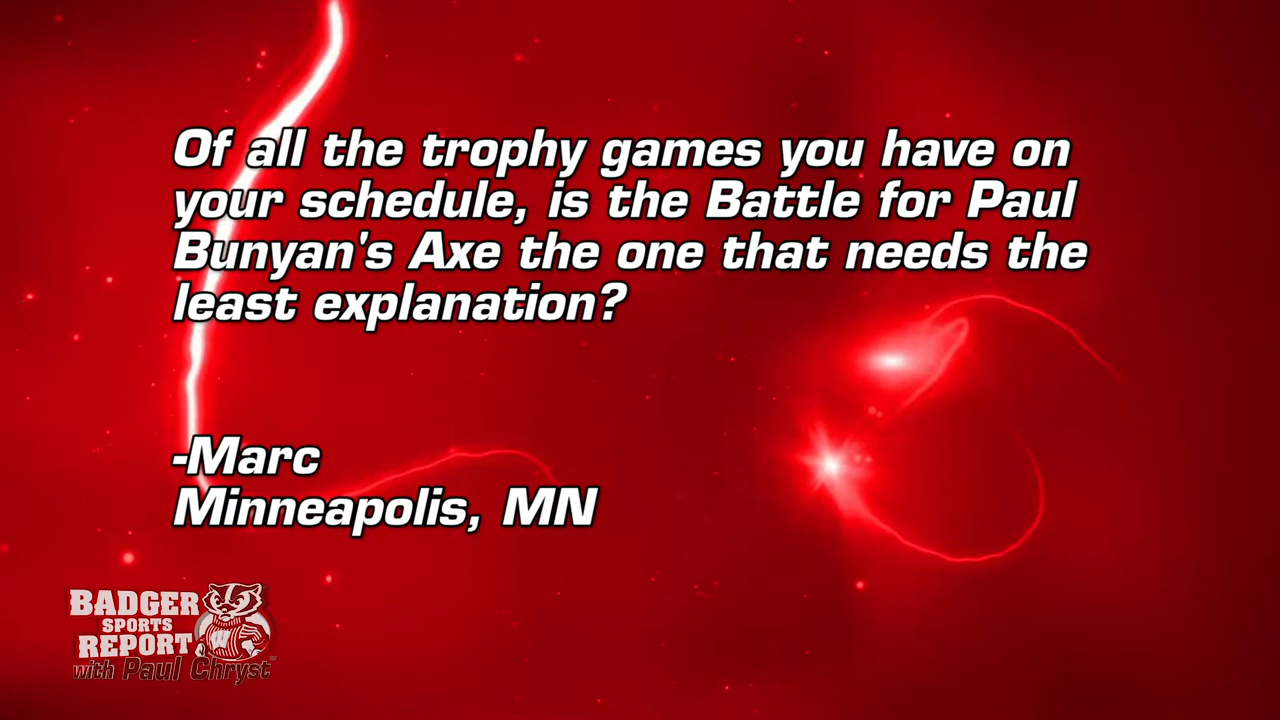 Of all the trophy games you have on
your schedule, is the Battle for Paul
Bunyan's Axe the one that needs the
least explanation?
-Marc
Minneapolis, MN
BADGER
SPORTS
REPORT
W
with Paul Chryst